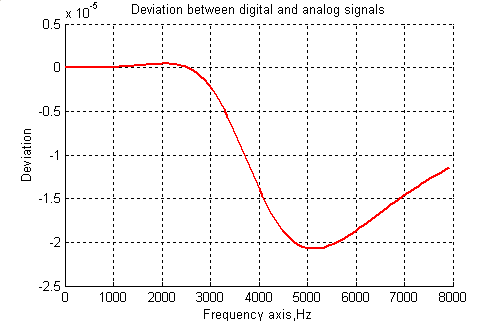 Deviation between digital and analog signals
x 10^-5
0.5
0
-0.5
-1
-1.5
-2
-2.5
Deviation
0 1000 2000 3000 4000 5000 6000 7000 8000
Frequency axis,Hz